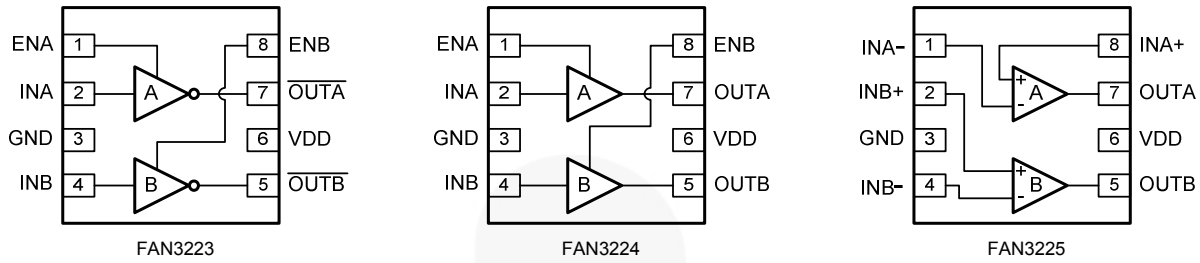 ENA 1 8 ENB
INA 2 A 7 OUTA
GND 3 6 VDD
INB 4 B 5 OUTB
FAN3223
ENA 1 8 ENB
INA 2 A 7 OUTA
GND 3 6 VDD
INB 4 B 5 OUTB
FAN3224
INA- 1 8 INA+
INB+ 2 + - A 7 OUTA
GND 3 6 VDD
INB- 4 + - B 5 OUTB
FAN3225